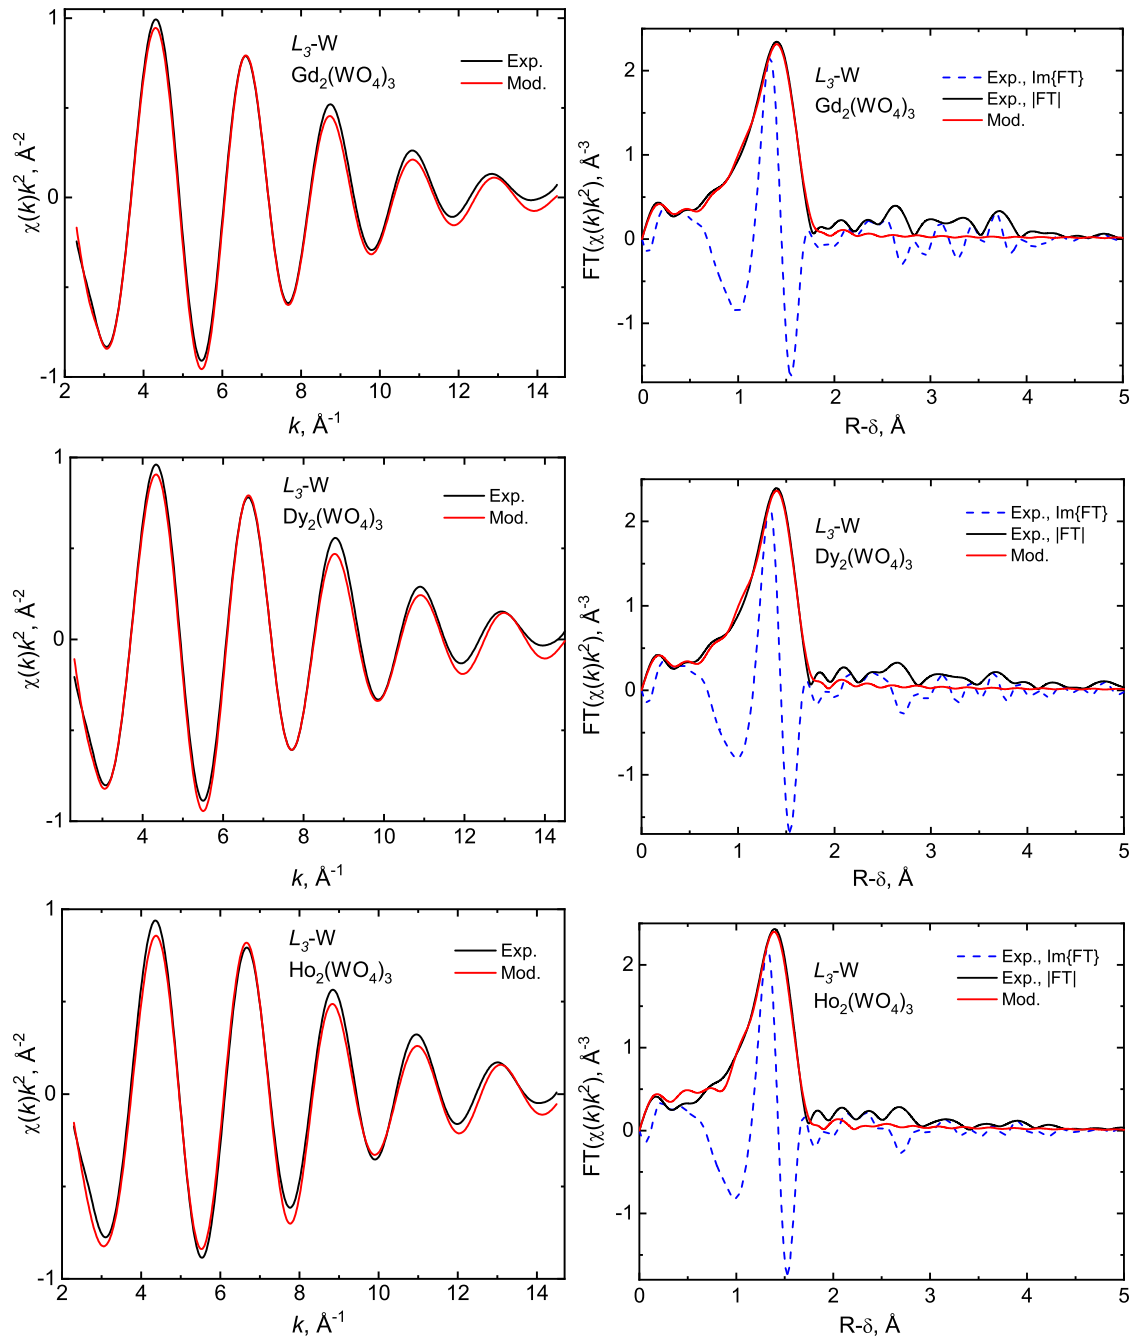 1
0
-1
χ(k)k², Å⁻²
L₃-W
Gd₂(WO₄)₃
Exp.
Mod.
2 4 6 8 10 12 14
k, Å⁻¹
2
1
0
-1
FT(χ(k)k²), Å⁻³
L₃-W
Gd₂(WO₄)₃
Exp., Im{FT}
Exp., |FT|
Mod.
0 1 2 3 4 5
R-δ, Å
1
0
-1
χ(k)k², Å⁻²
L₃-W
Dy₂(WO₄)₃
Exp.
Mod.
4 6 8 10 12 14
k, Å⁻¹
2
1
0
-1
FT(χ(k)k²), Å⁻³
L₃-W
Dy₂(WO₄)₃
Exp., Im{FT}
Exp., |FT|
Mod.
0 1 2 3 4 5
R-δ, Å
1
0
-1
χ(k)k², Å⁻²
L₃-W
Ho₂(WO₄)₃
Exp.
Mod.
2 4 6 8 10 12 14
k, Å⁻¹
2
1
0
-1
FT(χ(k)k²), Å⁻³
L₃-W
Ho₂(WO₄)₃
Exp., Im{FT}
Exp., |FT|
Mod.
0 1 2 3 4 5
R-δ, Å